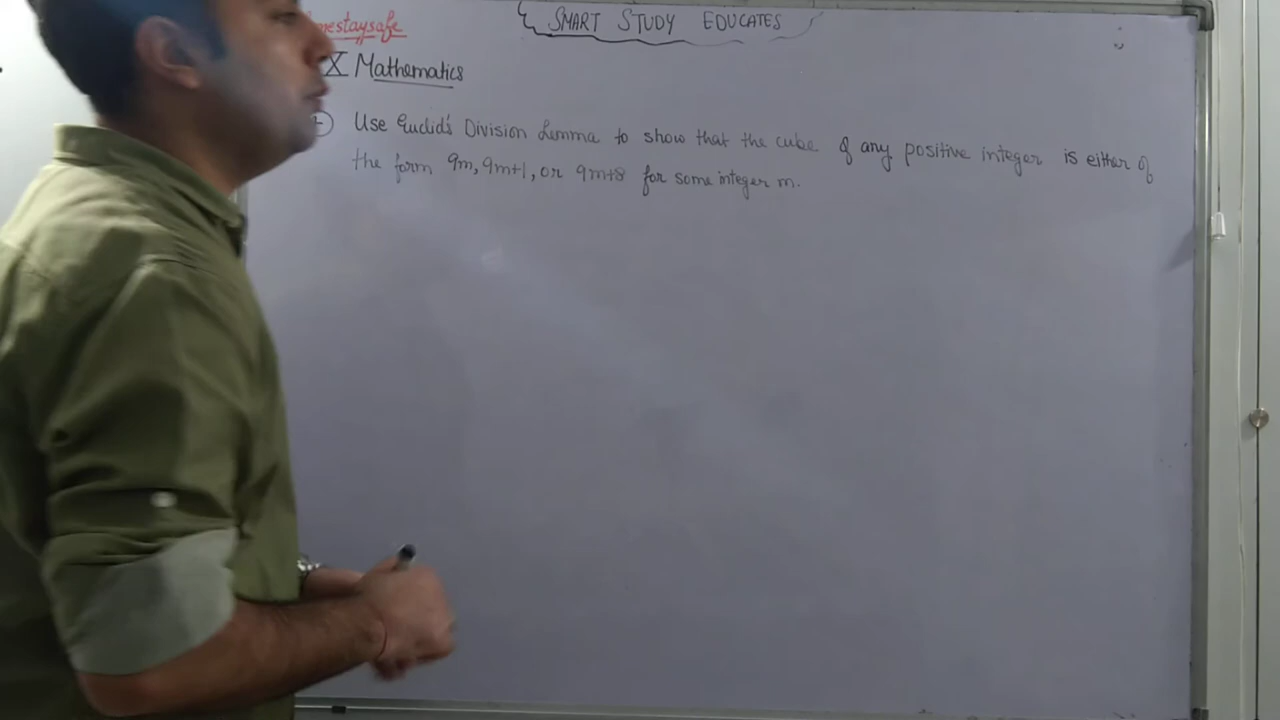 SMART STUDY EDUCATES
X Mathematics
Use Euclid's Division Lemma to show that the cube of any positive integer is either of
the form 9m, 9m+1, or 9m+8 for some integer m.